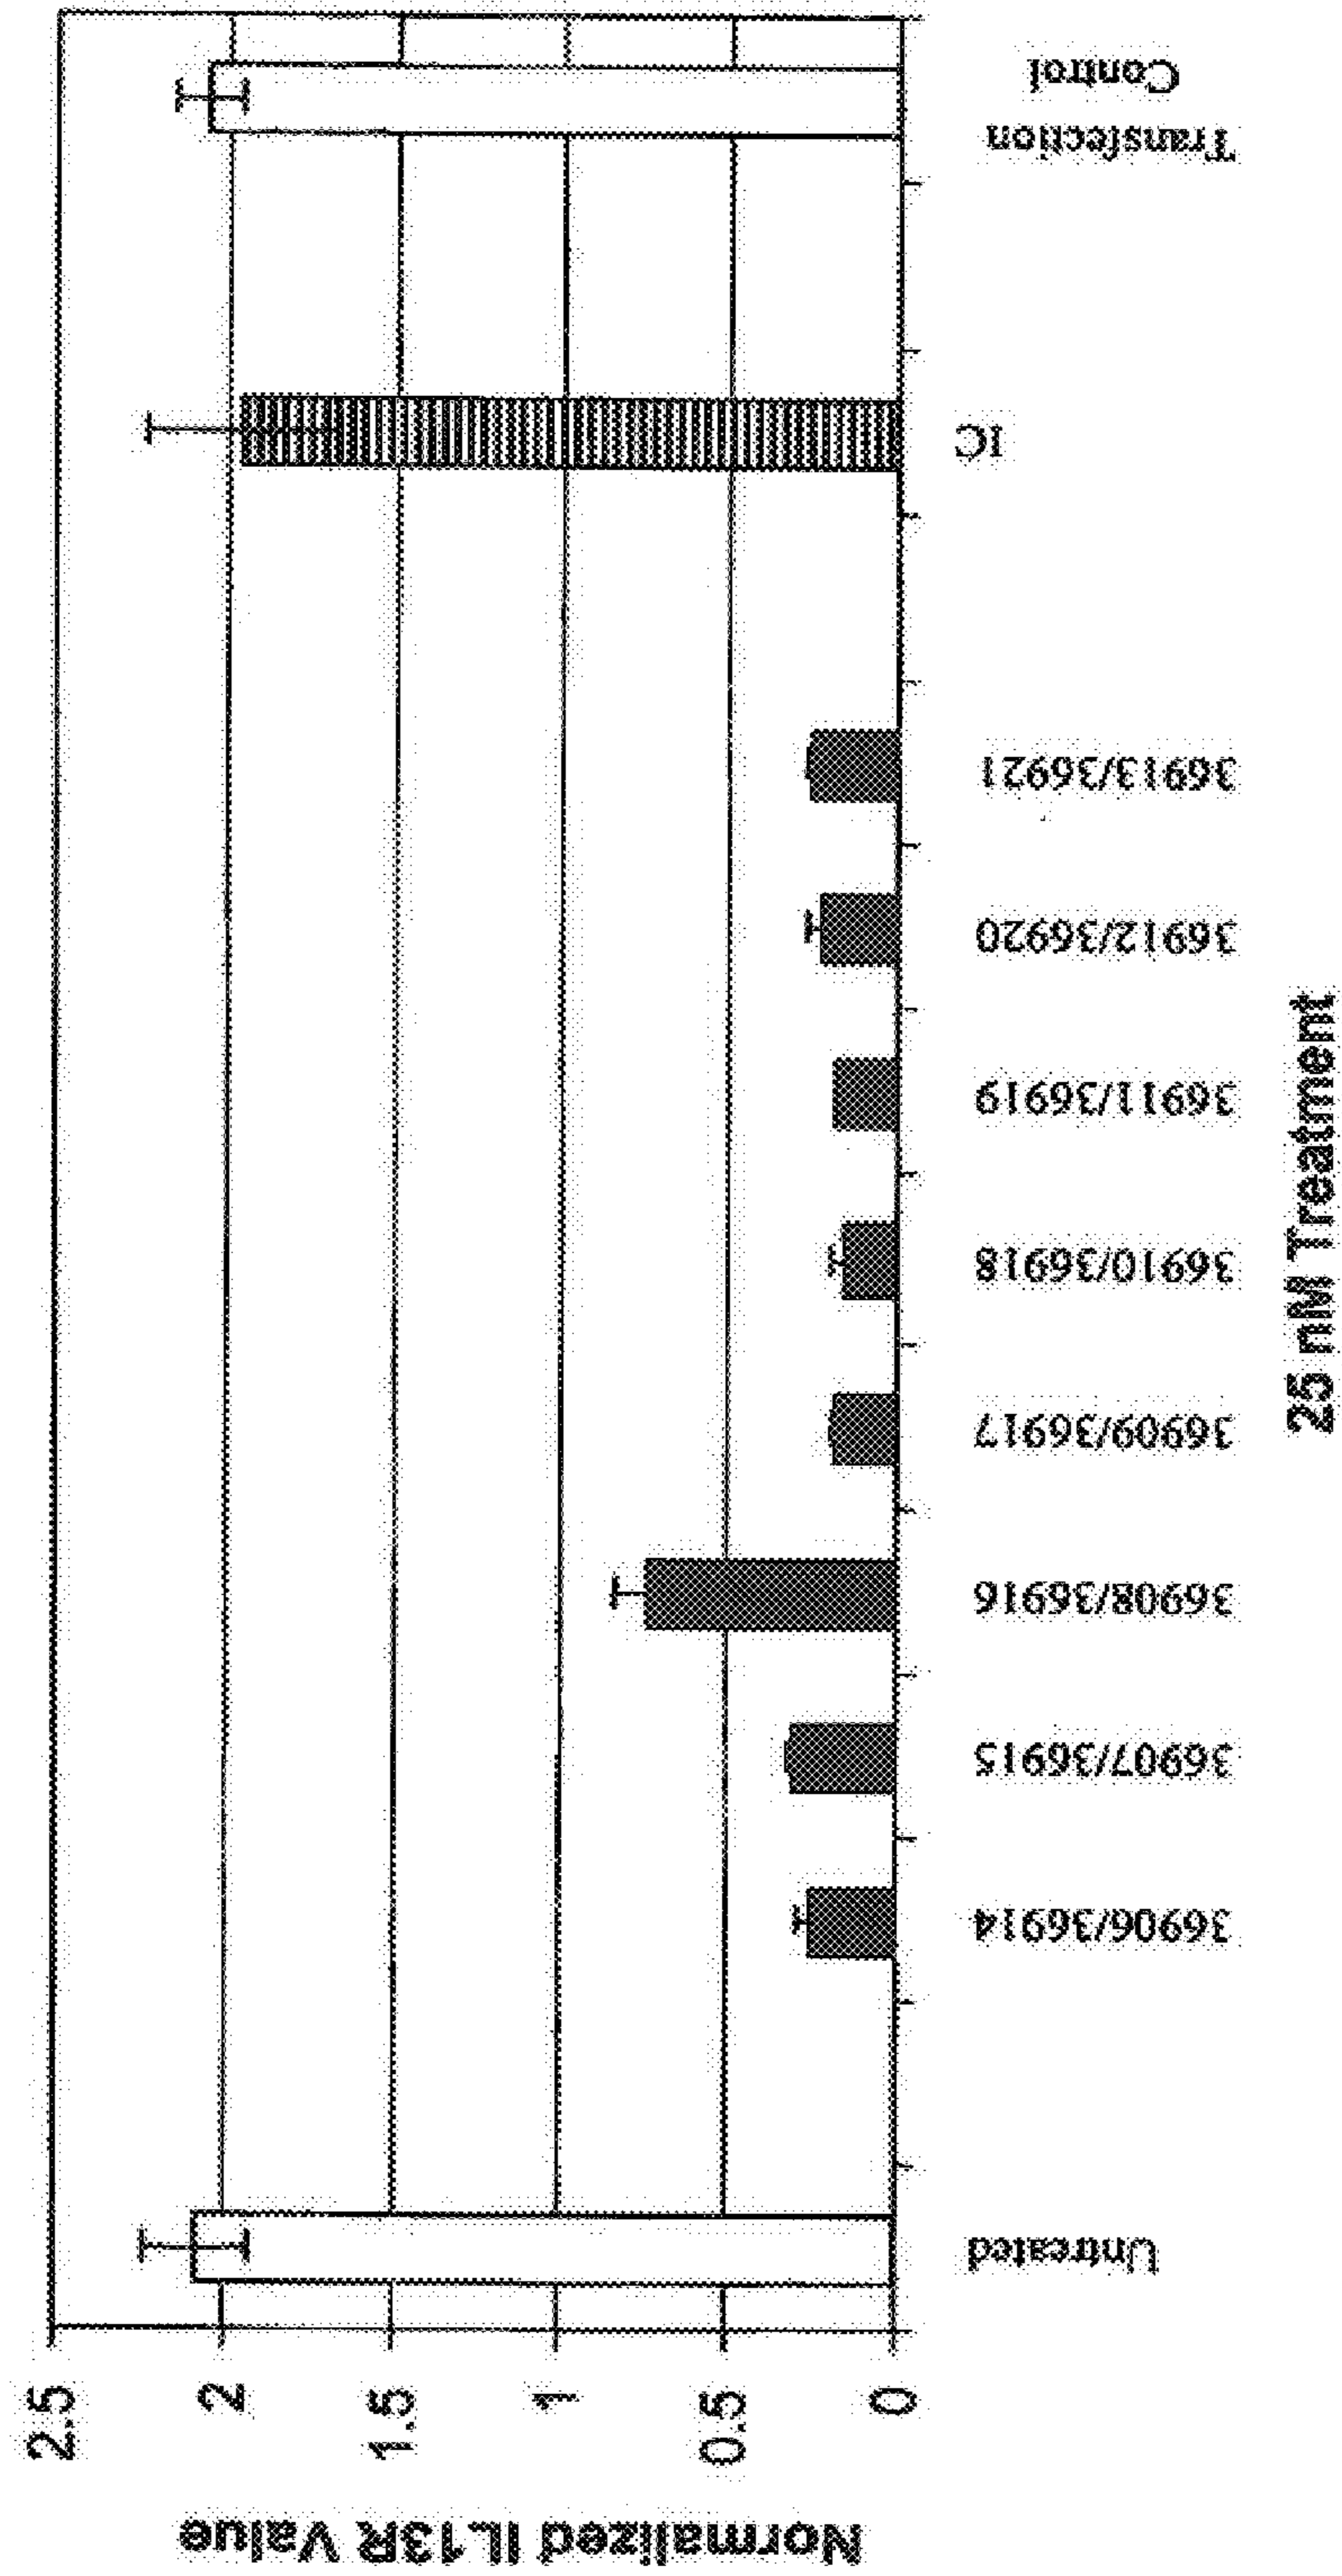 Normalized IL13R Value
2.5
2
1.5
1
0.5
0
Untreated
36906/36914
36907/36915
36908/36916
36909/36917
36910/36918
36911/36919
36912/36920
36913/36921
IC
Transfection
Control
25 nM Treatment